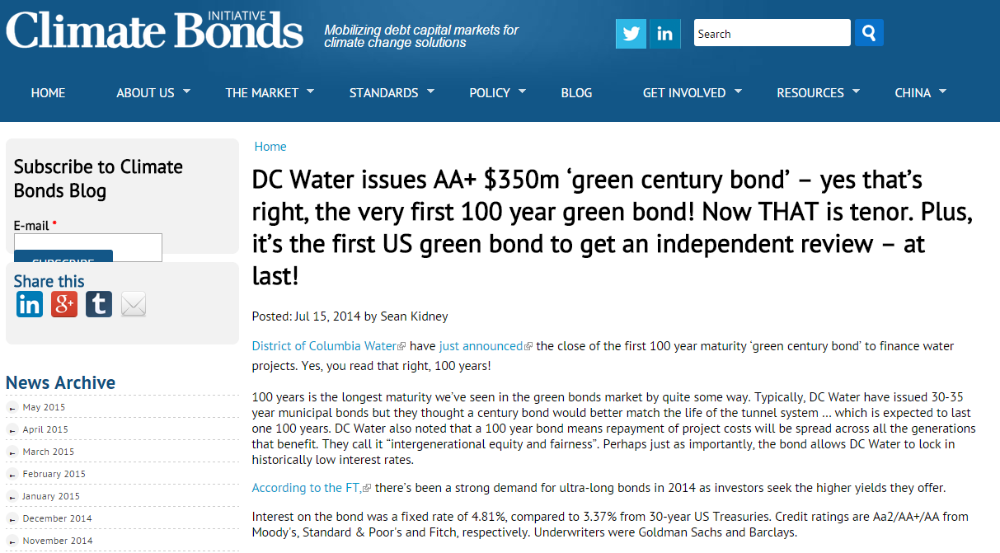 Climate Bonds
INITIATIVE
Mobilizing debt capital markets for
climate change solutions
Search
HOME
ABOUT US
THE MARKET
STANDARDS
POLICY
BLOG
GET INVOLVED
RESOURCES
CHINA
Subscribe to Climate
Bonds Blog
E-mail *
SUBSCRIBE
Share this
in
g+
t
News Archive
May 2015
April 2015
March 2015
February 2015
January 2015
December 2014
November 2014
Home
DC Water issues AA+ $350m ‘green century bond’ – yes that’s
right, the very first 100 year green bond! Now THAT is tenor. Plus,
it’s the first US green bond to get an independent review – at
last!
Posted: Jul 15, 2014 by Sean Kidney
District of Columbia Water have just announced the close of the first 100 year maturity ‘green century bond’ to finance water
projects. Yes, you read that right, 100 years!
100 years is the longest maturity we’ve seen in the green bonds market by quite some way. Typically, DC Water have issued 30-35
year municipal bonds but they thought a century bond would better match the life of the tunnel system ... which is expected to last
one 100 years. DC Water also noted that a 100 year bond means repayment of project costs will be spread across all the generations
that benefit. They call it “intergenerational equity and fairness”. Perhaps just as importantly, the bond allows DC Water to lock in
historically low interest rates.
According to the FT, there’s been a strong demand for ultra-long bonds in 2014 as investors seek the higher yields they offer.
Interest on the bond was a fixed rate of 4.81%, compared to 3.37% from 30-year US Treasuries. Credit ratings are Aa2/AA+/AA from
Moody's, Standard & Poor's and Fitch, respectively. Underwriters were Goldman Sachs and Barclays.